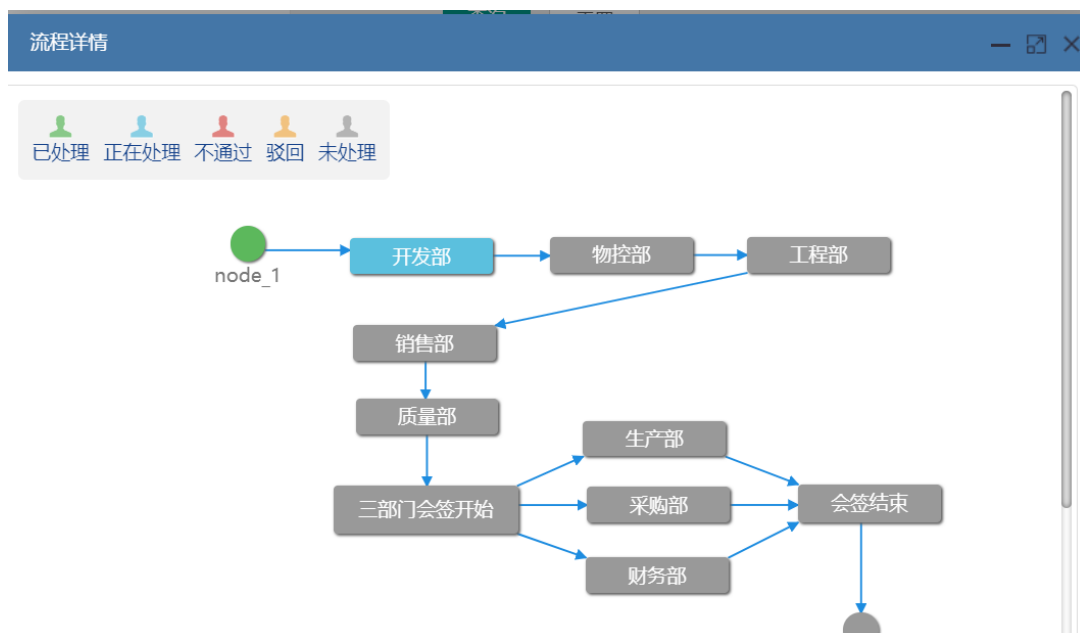 流程详情
已处理 正在处理 不通过 驳回 未处理
node_1
开发部
物控部
工程部
销售部
质量部
三部门会签开始
生产部
采购部
财务部
会签结束